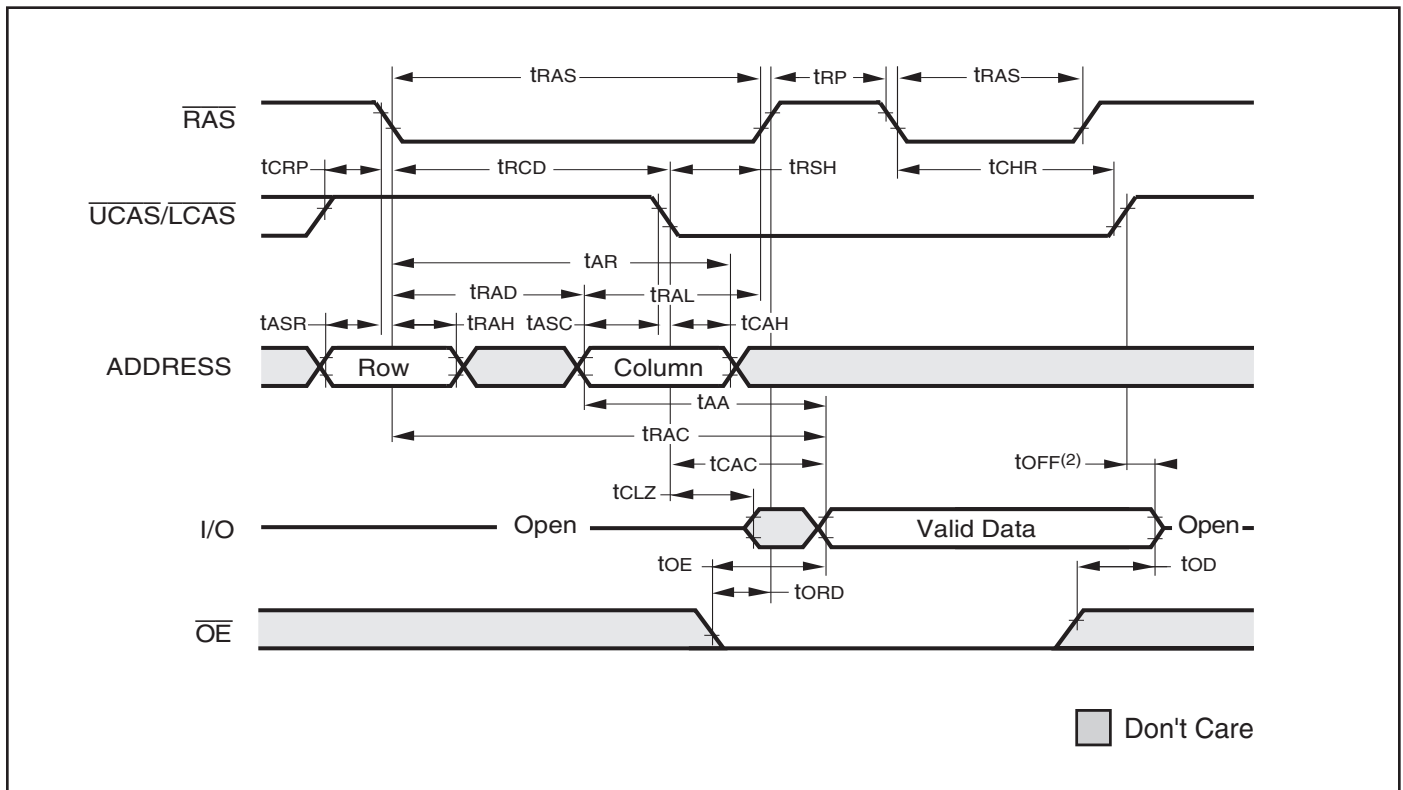 tRAS tRP tRAS
RAS
tCRP tRCD tRSH tCHR
UCAS/LCAS
tAR
tRAD tRAL
tASR tRAH tASC tCAH
ADDRESS Row Column
tAA
tRAC
tCAC tOFF(2)
tCLZ
I/O Open Valid Data Open
tOE tOD
tORD
OE
Don't Care